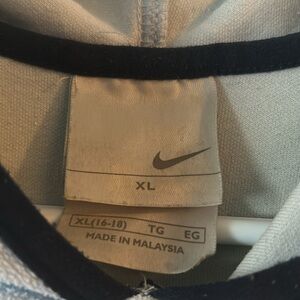 XL
XL(16-18) TG EG
MADE IN MALAYSIA